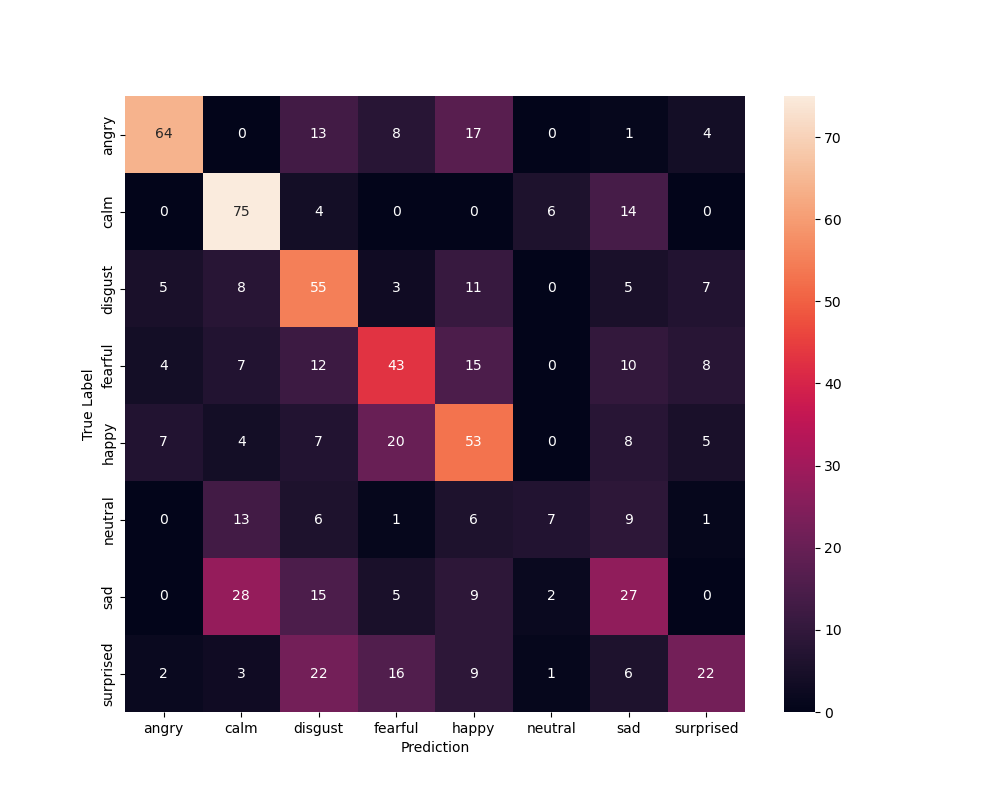 angry 64 0 13 8 17 0 1 4
calm 0 75 4 0 0 6 14 0
disgust 5 8 55 3 11 0 5 7
fearful 4 7 12 43 15 0 10 8
True Label
happy 7 4 7 20 53 0 8 5
neutral 0 13 6 1 6 7 9 1
sad 0 28 15 5 9 2 27 0
surprised 2 3 22 16 9 1 6 22
angry calm disgust fearful happy neutral sad surprised
Prediction
70
60
50
40
30
20
10
0